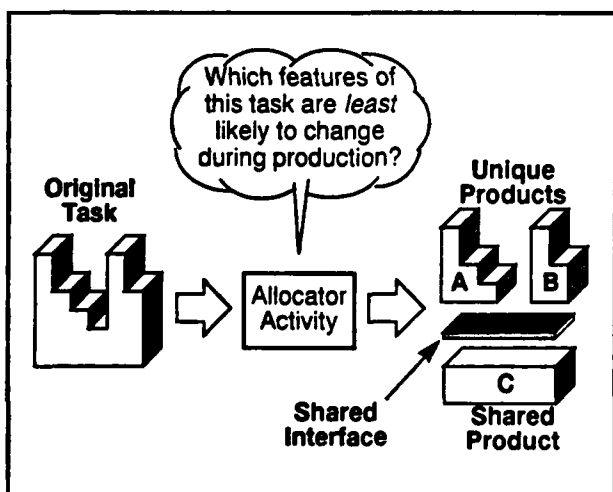 Which features of
this task are least
likely to change
during production?
Original
Task
Unique
Products
A
B
Allocator
Activity
C
Shared
Interface
Shared
Product